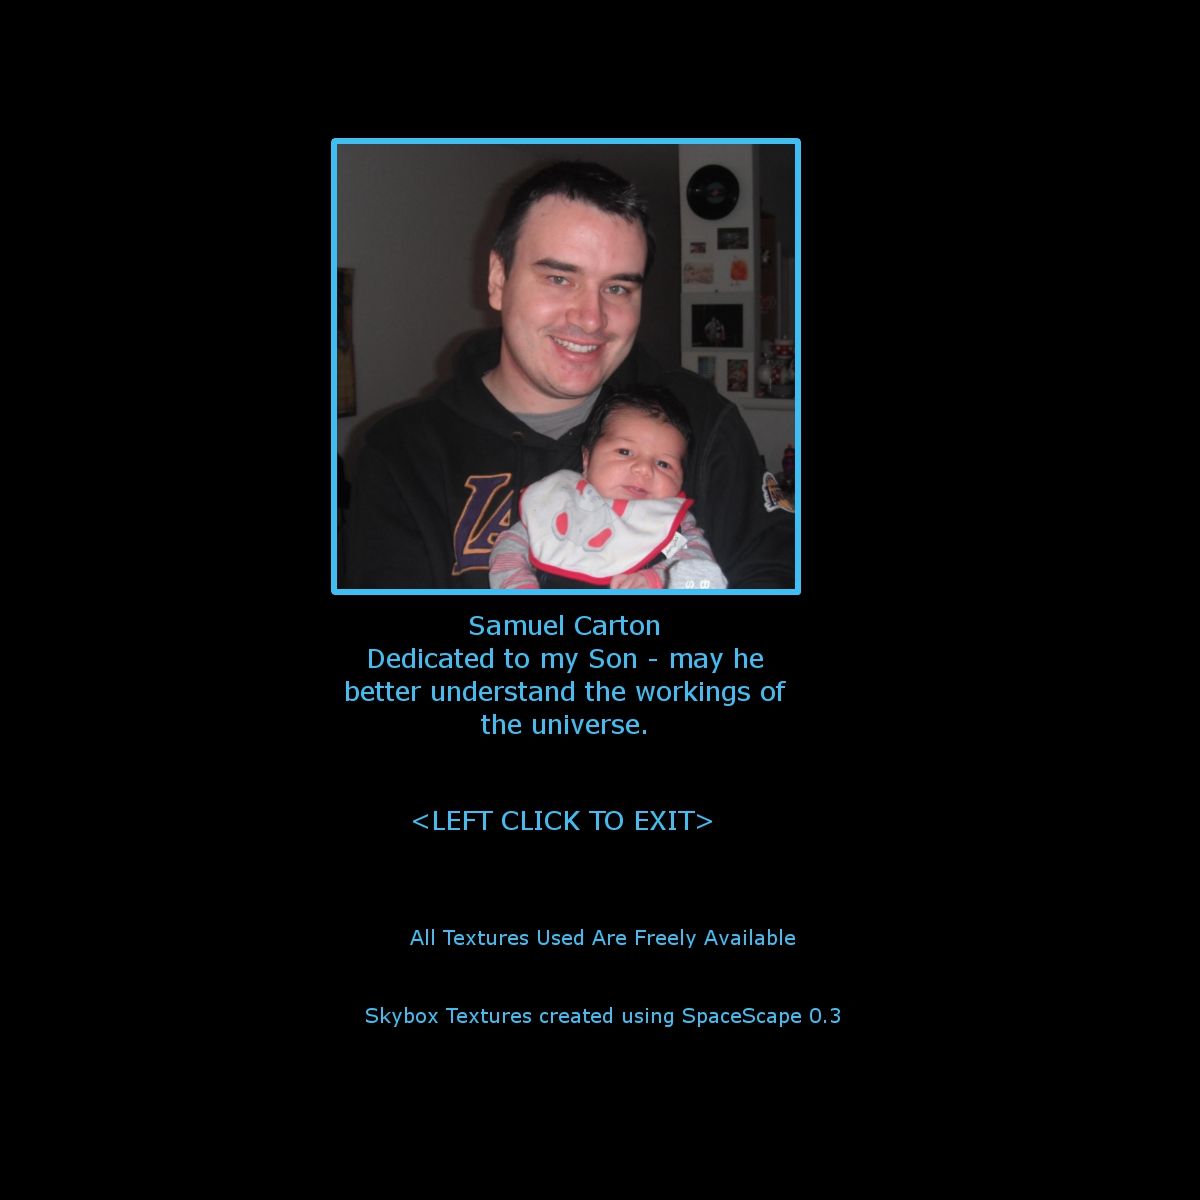 LA
Samuel Carton
Dedicated to my Son - may he
better understand the workings of
the universe.
<LEFT CLICK TO EXIT>
All Textures Used Are Freely Available
Skybox Textures created using SpaceScape 0.3